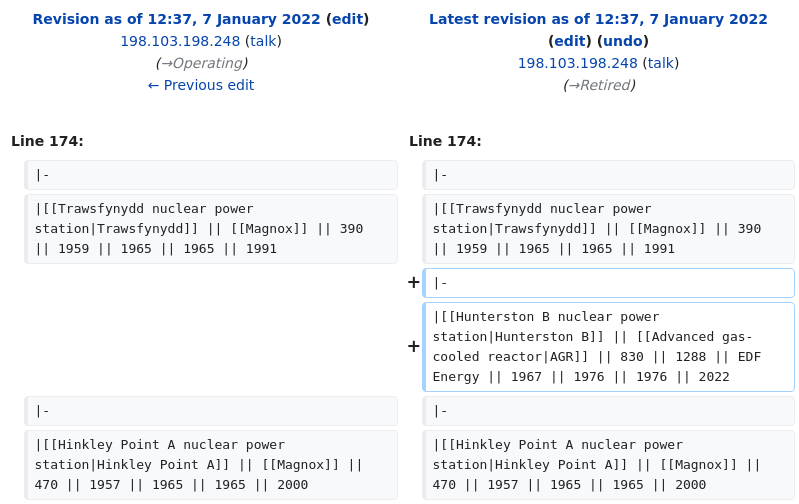 Revision as of 12:37, 7 January 2022 (edit)
198.103.198.248 (talk)
(→Operating)
← Previous edit
Latest revision as of 12:37, 7 January 2022
(edit) (undo)
198.103.198.248 (talk)
(→Retired)
Line 174:
Line 174:
|-
|-
|[[Trawsfynydd nuclear power
station|Trawsfynydd]] || [[Magnox]] || 390
|| 1959 || 1965 || 1965 || 1991
|[[Trawsfynydd nuclear power
station|Trawsfynydd]] || [[Magnox]] || 390
|| 1959 || 1965 || 1965 || 1991
+ |-
+ |[[Hunterston B nuclear power
station|Hunterston B]] || [[Advanced gas-
cooled reactor|AGR]] || 830 || 1288 || EDF
Energy || 1967 || 1976 || 1976 || 2022
|-
|-
|[[Hinkley Point A nuclear power
station|Hinkley Point A]] || [[Magnox]] ||
470 || 1957 || 1965 || 1965 || 2000
|[[Hinkley Point A nuclear power
station|Hinkley Point A]] || [[Magnox]] ||
470 || 1957 || 1965 || 1965 || 2000